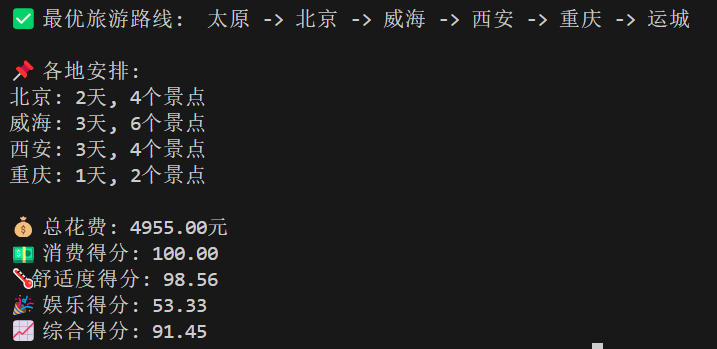 ✅ 最优旅游路线: 太原 -> 北京 -> 威海 -> 西安 -> 重庆 -> 运城
📌 各地安排:
北京: 2天, 4个景点
威海: 3天, 6个景点
西安: 3天, 4个景点
重庆: 1天, 2个景点
💰 总花费: 4955.00元
💵 消费得分: 100.00
🌡️舒适度得分: 98.56
🎉 娱乐得分: 53.33
📈 综合得分: 91.45